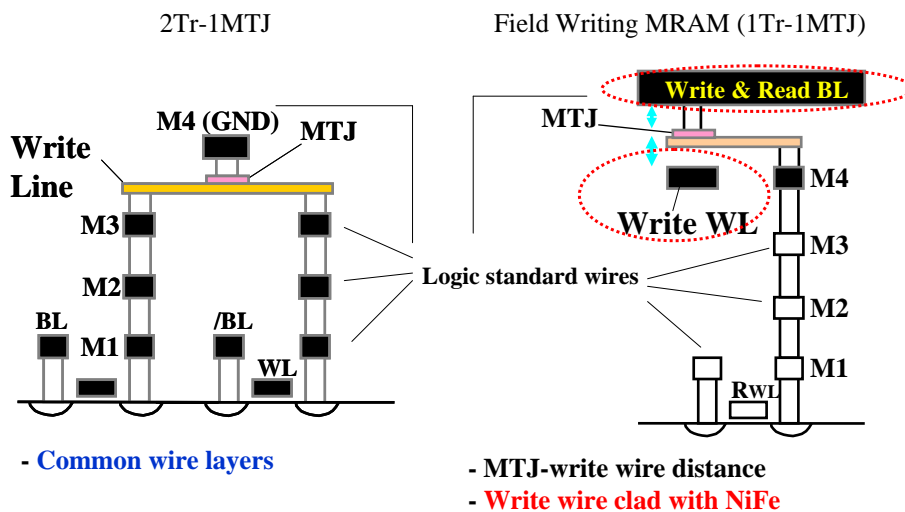 2Tr-1MTJ
M4 (GND)
MTJ
Write
Line
M3
M2
BL
M1
/BL
WL
- Common wire layers
Logic standard wires
Field Writing MRAM (1Tr-1MTJ)
Write & Read BL
MTJ
M4
Write WL
M3
M2
M1
RWL
- MTJ-write wire distance
- Write wire clad with NiFe